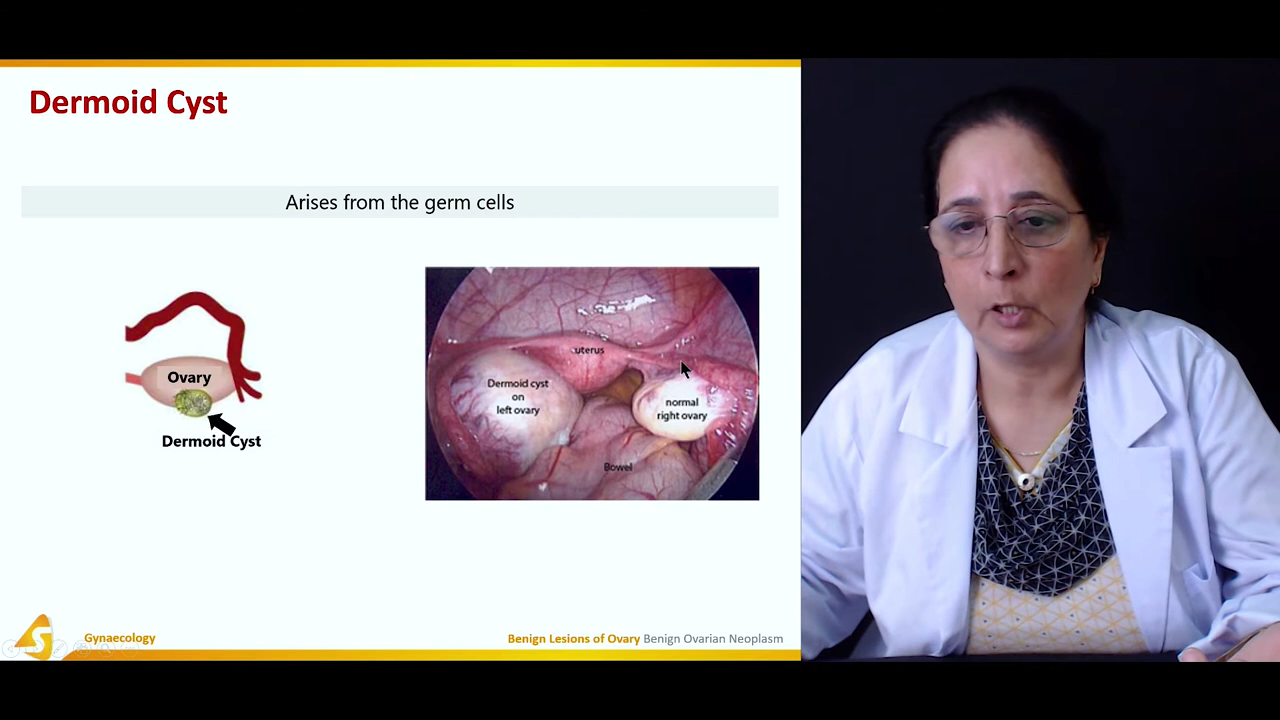 Dermoid Cyst
Arises from the germ cells
Ovary
Dermoid Cyst
uterus
Dermoid cyst
on
left ovary
normal
right ovary
Bowel
S
Gynaecology
Benign Lesions of Ovary Benign Ovarian Neoplasm